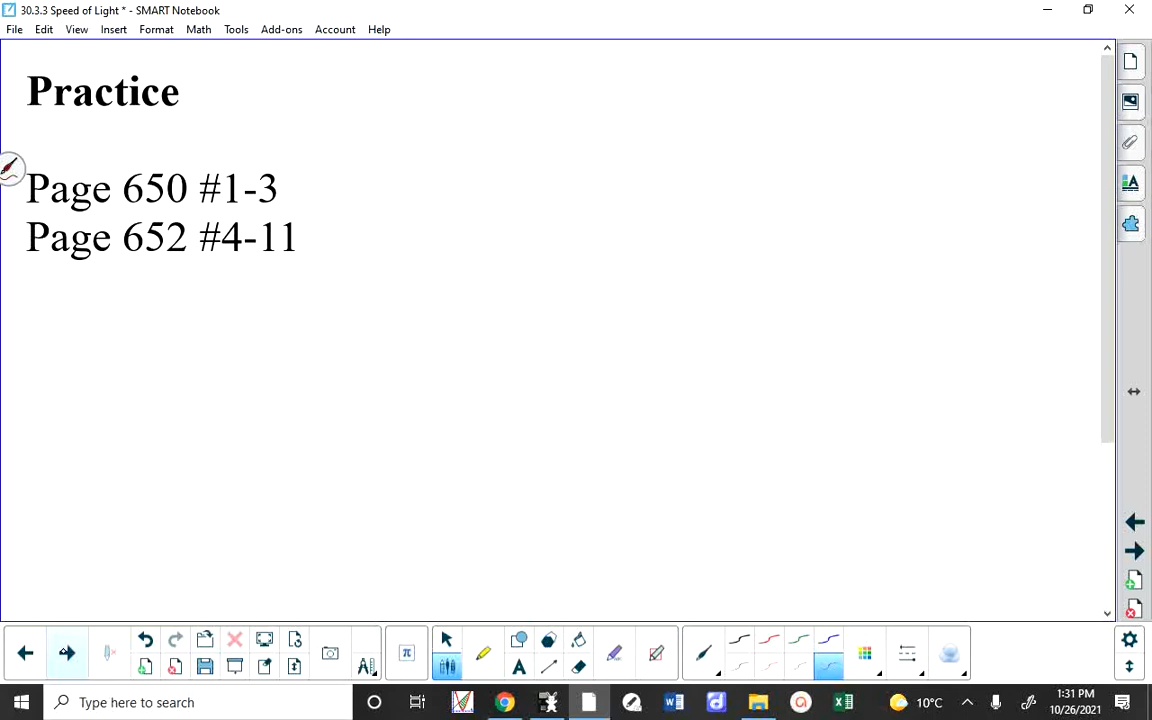 30.3.3 Speed of Light * - SMART Notebook
File Edit View Insert Format Math Tools Add-ons Account Help
Practice
Page 650 #1-3
Page 652 #4-11
Type here to search
10°C
1:31 PM
10/26/2021